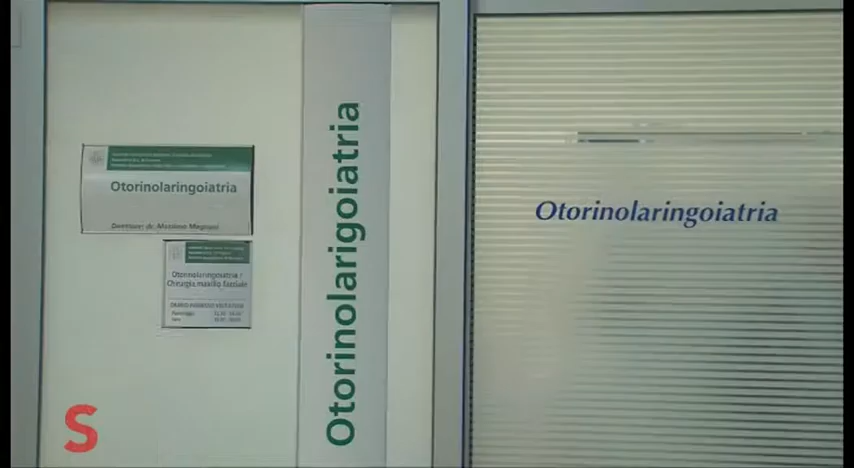 Otorinolaringoiatria
Direttore: dr. Massimo Magnani
Otorinolaringoiatria /
Chirurgia maxillo facciale
Otorinolarigoiatria
Otorinolaringoiatria
S